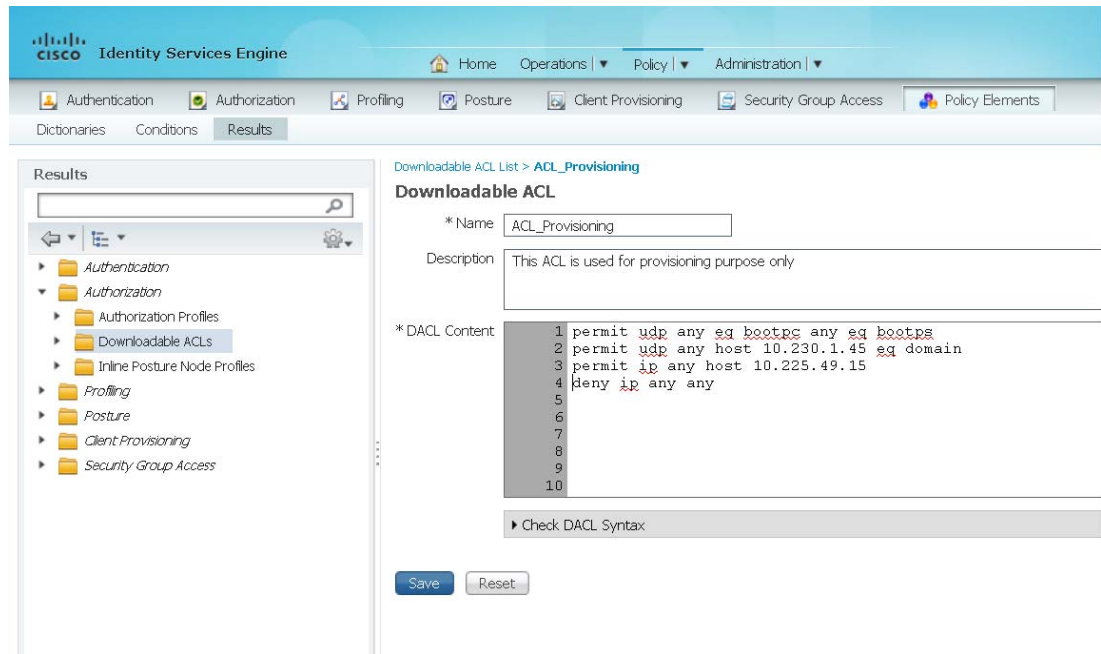 CISCO Identity Services Engine
Home Operations | ▼ Policy | ▼ Administration | ▼
Authentication Authorization Profiling Posture Client Provisioning Security Group Access Policy Elements
Dictionaries Conditions Results
Results
Authentication
Authorization
Authorization Profiles
Downloadable ACLs
Inline Posture Node Profiles
Profiling
Posture
Client Provisioning
Security Group Access
Downloadable ACL List > ACL_Provisioning
Downloadable ACL
* Name ACL_Provisioning
Description This ACL is used for provisioning purpose only
* DACL Content
1 permit udp any eq bootpc any eq bootps
2 permit udp any host 10.230.1.45 eq domain
3 permit ip any host 10.225.49.15
4 deny ip any any
5
6
7
8
9
10
Check DACL Syntax
Save Reset